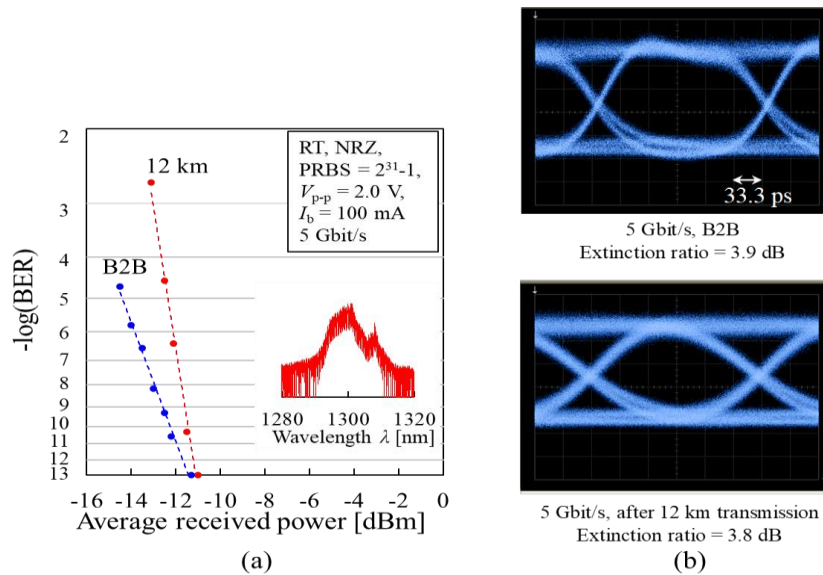 2
3
4
5
6
7
8
9
10
11
12
13
-log(BER)
12 km
B2B
RT, NRZ,
PRBS = 2³¹-1,
Vp-p = 2.0 V,
Ib = 100 mA
5 Gbit/s
1280 1300 1320
Wavelength λ [nm]
-16 -14 -12 -10 -8 -6 -4 -2 0
Average received power [dBm]
(a)
33.3 ps
5 Gbit/s, B2B
Extinction ratio = 3.9 dB
5 Gbit/s, after 12 km transmission
Extinction ratio = 3.8 dB
(b)